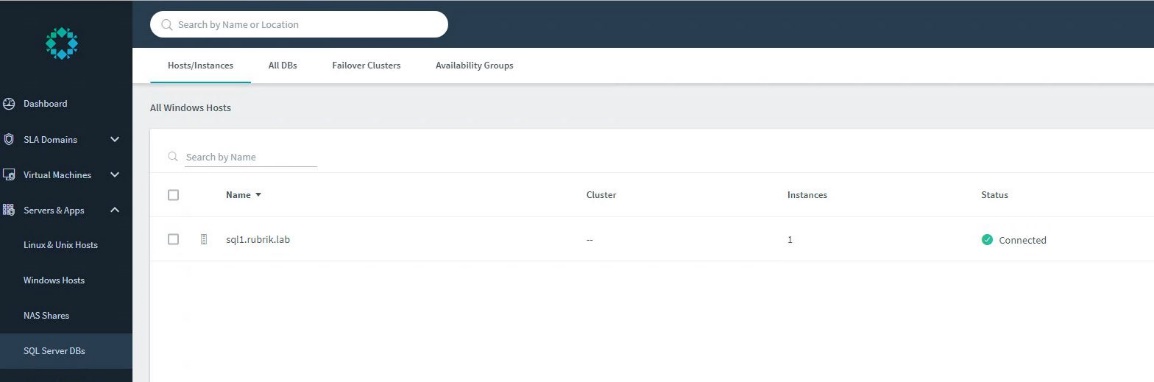 Search by Name or Location
Hosts/Instances All DBs Failover Clusters Availability Groups
Dashboard
SLA Domains
Virtual Machines
Servers & Apps
Linux & Unix Hosts
Windows Hosts
NAS Shares
SQL Server DBs
All Windows Hosts
Search by Name
Name Cluster Instances Status
sql1.rubrik.lab -- 1 Connected